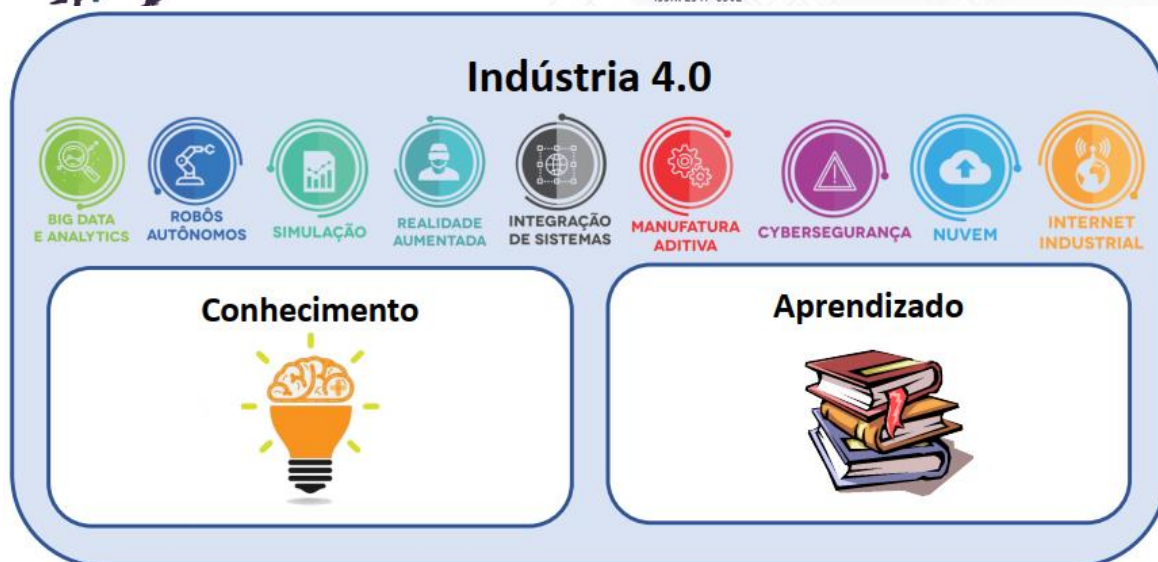 Indústria 4.0
BIG DATA
E ANALYTICS
ROBÔS
AUTÔNOMOS
SIMULAÇÃO
REALIDADE
AUMENTADA
INTEGRAÇÃO
DE SISTEMAS
MANUFATURA
ADITIVA
CYBERSEGURANÇA
NUVEM
INTERNET
INDUSTRIAL
Conhecimento
Aprendizado